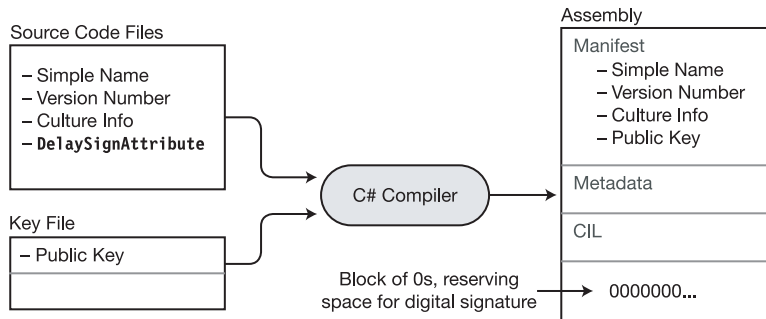 Source Code Files
– Simple Name
– Version Number
– Culture Info
– DelaySignAttribute
Key File
– Public Key
C# Compiler
Assembly
Manifest
– Simple Name
– Version Number
– Culture Info
– Public Key
Metadata
CIL
Block of 0s, reserving
space for digital signature
0000000...